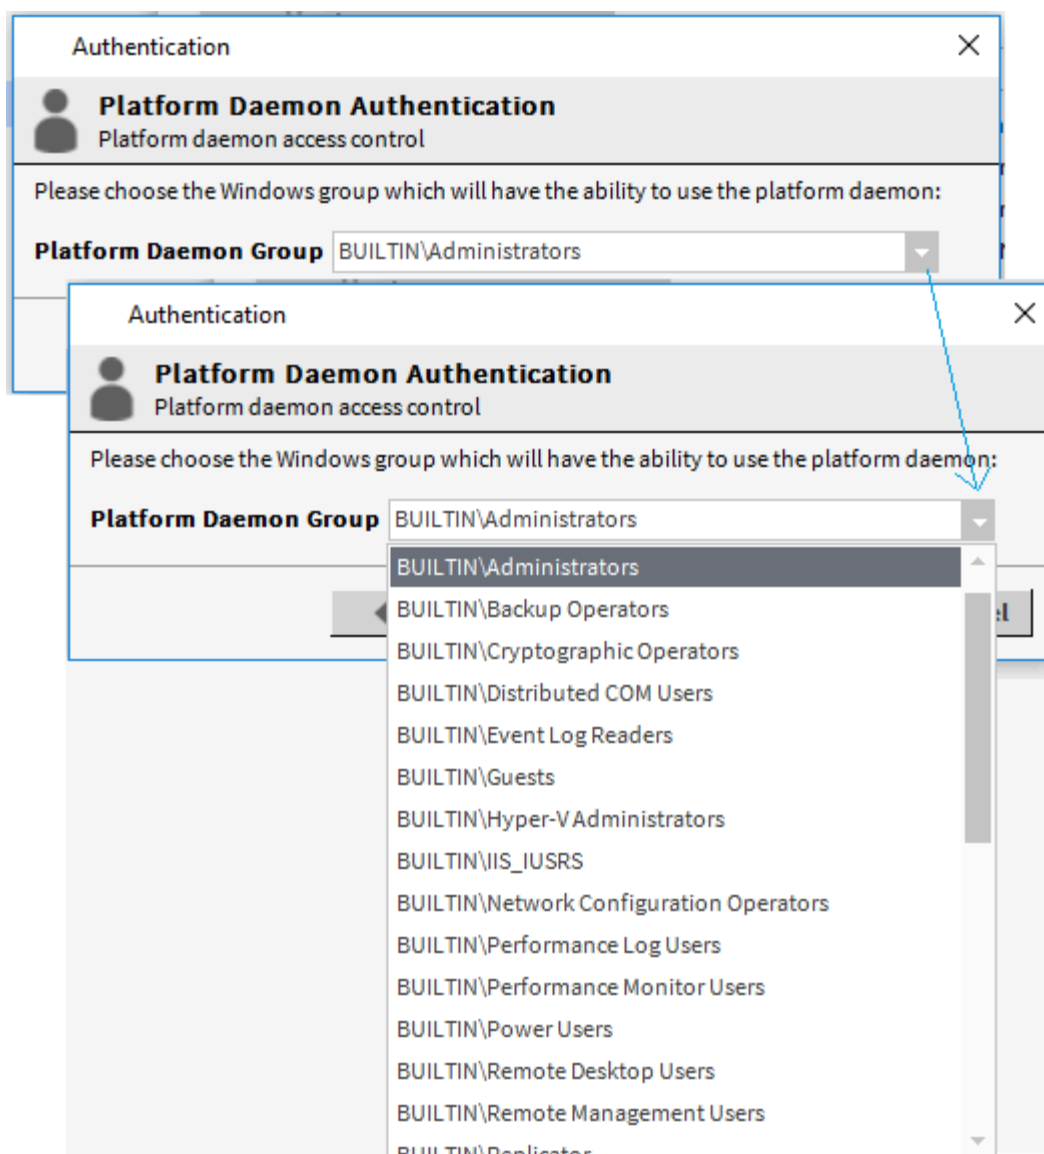 Authentication
Platform Daemon Authentication
Platform daemon access control
Please choose the Windows group which will have the ability to use the platform daemon:
Platform Daemon Group BUILTIN\Administrators
Authentication
Platform Daemon Authentication
Platform daemon access control
Please choose the Windows group which will have the ability to use the platform daemon:
Platform Daemon Group BUILTIN\Administrators
BUILTIN\Administrators
BUILTIN\Backup Operators
BUILTIN\Cryptographic Operators
BUILTIN\Distributed COM Users
BUILTIN\Event Log Readers
BUILTIN\Guests
BUILTIN\Hyper-V Administrators
BUILTIN\IIS_IUSRS
BUILTIN\Network Configuration Operators
BUILTIN\Performance Log Users
BUILTIN\Performance Monitor Users
BUILTIN\Power Users
BUILTIN\Remote Desktop Users
BUILTIN\Remote Management Users
BUILTIN\Replicator